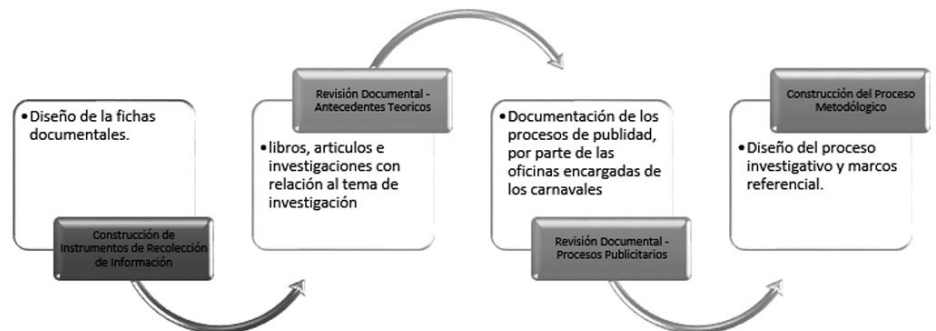 •Diseño de la fichas
documentales.
Construcción de
Instrumentos de Recolección
de Información
Revisión Documental -
Antecedentes Teoricos
•libros, articulos e
investigaciones con
relación al tema de
investigación
•Documentación de los
procesos de publidad,
por parte de las
oficinas encargadas de
los carnavales
Revisión Documental -
Procesos Publicitarios
Construcción del Proceso
Metodólogico
•Diseño del proceso
investigativo y marcos
referencial.